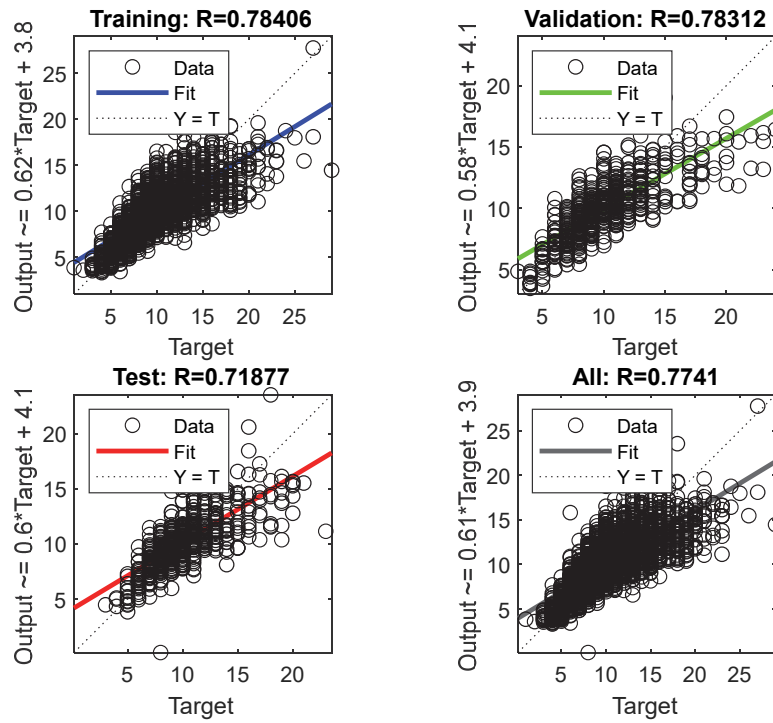 Training: R=0.78406
Output ~= 0.62*Target + 3.8
25
20
15
10
5
Data
Fit
Y = T
5 10 15 20 25
Target
Validation: R=0.78312
Output ~= 0.58*Target + 4.1
20
15
10
5
Data
Fit
Y = T
5 10 15 20
Target
Test: R=0.71877
Output ~= 0.6*Target + 4.1
20
15
10
5
Data
Fit
Y = T
5 10 15 20
Target
All: R=0.7741
Output ~= 0.61*Target + 3.9
25
20
15
10
5
Data
Fit
Y = T
5 10 15 20 25
Target